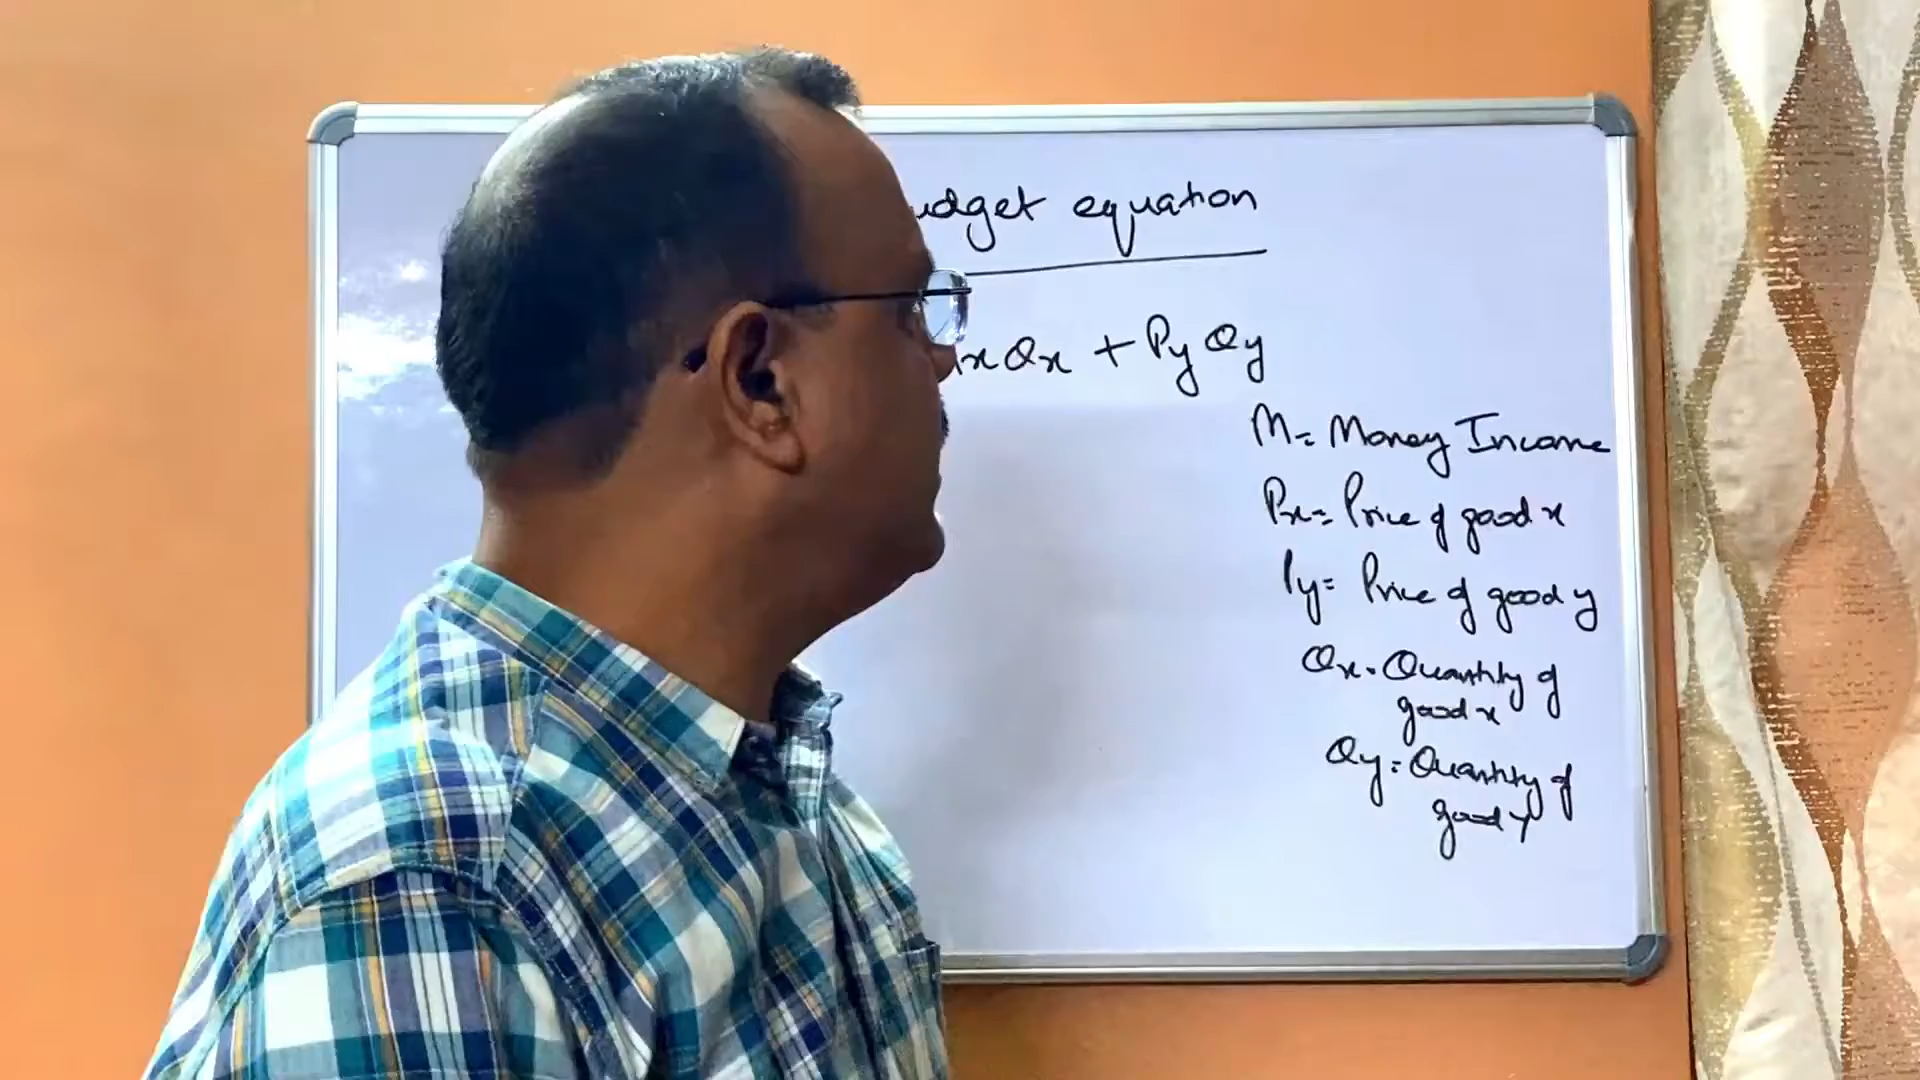 udget equation
x Qx + Py Qy
M = Money Income
Px = Price of good x
Py = Price of good y
Qx = Quantity of
good x
Qy = Quantity of
good y